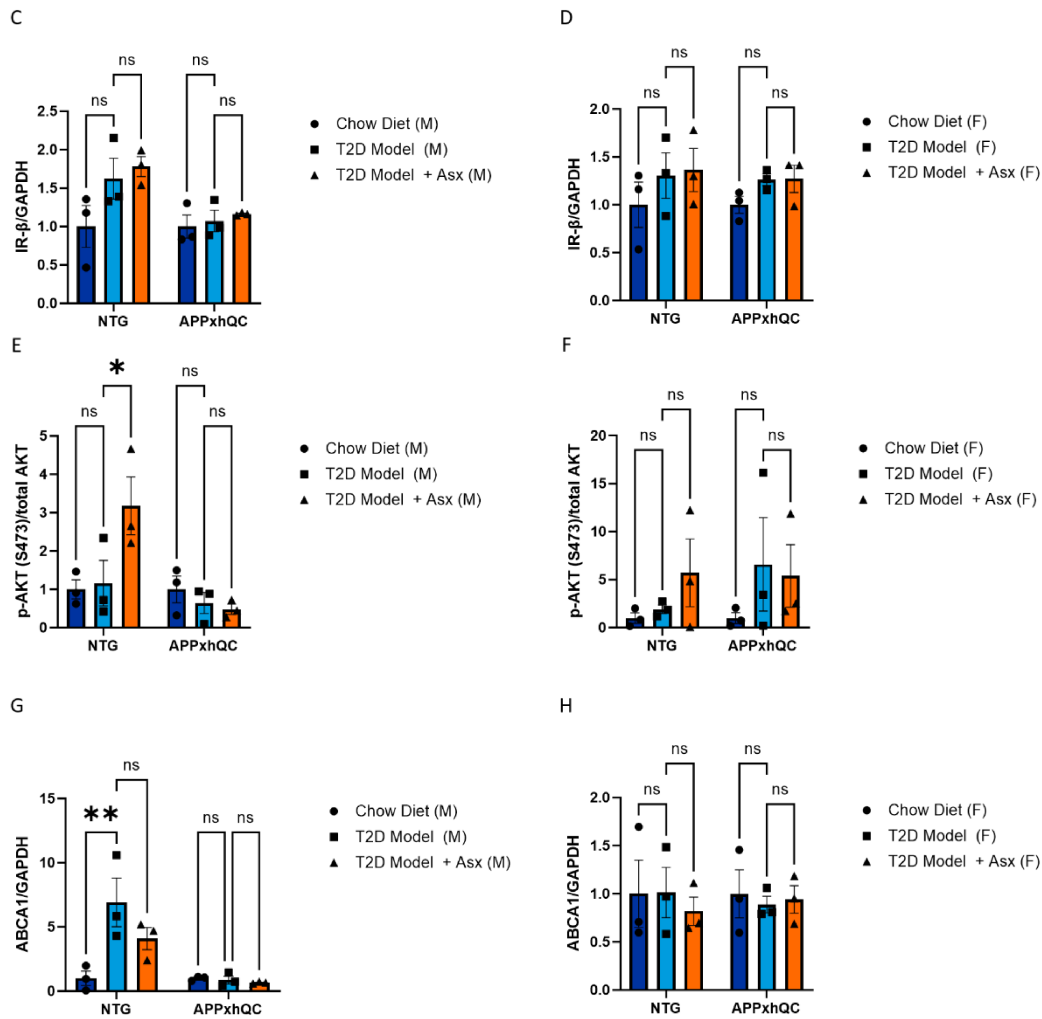 C
ns
ns
ns
ns
2.5
2.0
1.5
1.0
0.5
0.0
IR-β/GAPDH
NTG
APPxhQC
Chow Diet (M)
T2D Model (M)
T2D Model + Asx (M)
D
ns
ns
ns
ns
2.0
1.5
1.0
0.5
0.0
IR-β/GAPDH
NTG
APPxhQC
Chow Diet (F)
T2D Model (F)
T2D Model + Asx (F)
E
*
ns
ns
ns
5
4
3
2
1
0
p-AKT (S473)/total AKT
NTG
APPxhQC
Chow Diet (M)
T2D Model (M)
T2D Model + Asx (M)
F
ns
ns
ns
ns
20
15
10
5
0
p-AKT (S473)/total AKT
NTG
APPxhQC
Chow Diet (F)
T2D Model (F)
T2D Model + Asx (F)
G
ns
**
ns
ns
15
10
5
0
ABCA1/GAPDH
NTG
APPxhQC
Chow Diet (M)
T2D Model (M)
T2D Model + Asx (M)
H
ns
ns
ns
ns
2.0
1.5
1.0
0.5
0.0
ABCA1/GAPDH
NTG
APPxhQC
Chow Diet (F)
T2D Model (F)
T2D Model + Asx (F)